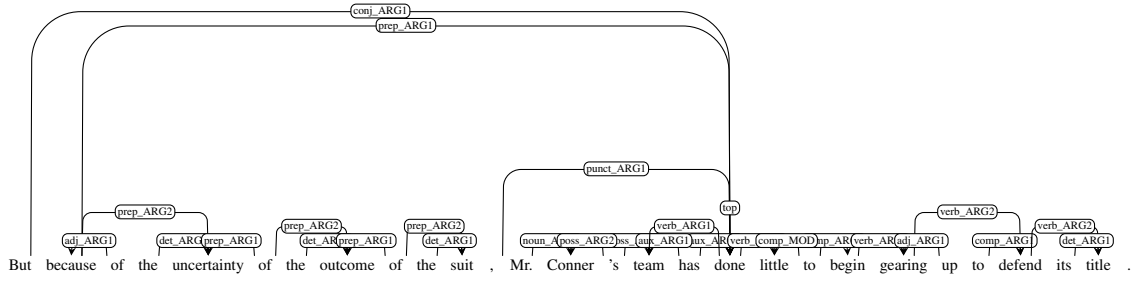 conj_ARG1
prep_ARG1
punct_ARG1
top
prep_ARG2 verb_ARG2
prep_ARG2 prep_ARG2 verb_ARG1 verb_ARG2
adj_ARG1 prep_ARG1 prep_ARG1 det_ARG1 poss_ARG2 aux_ARG1 comp_MOD adj_ARG1 comp_ARG1 det_ARG1
But because of the uncertainty of the outcome of the suit , Mr. Conner 's team has done little to begin gearing up to defend its title .